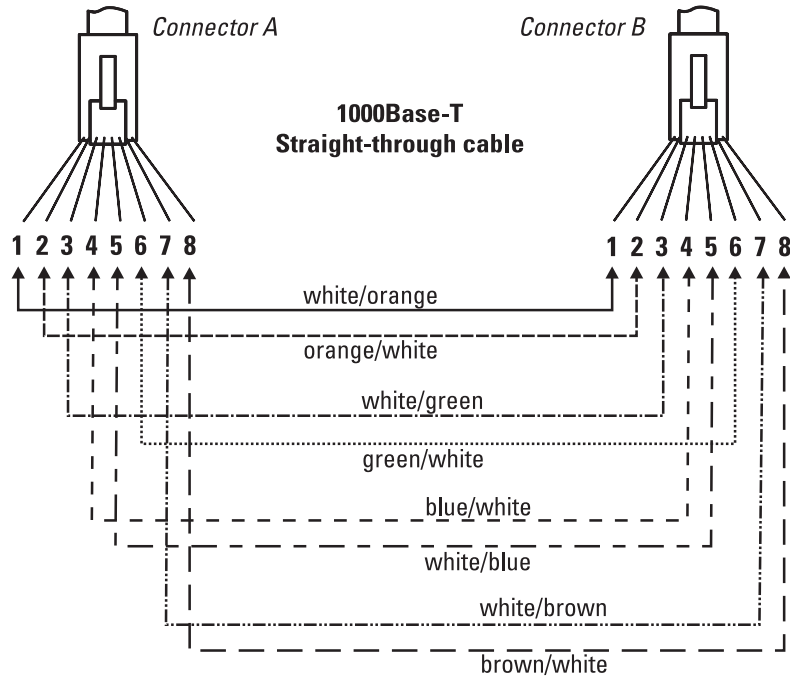 Connector A
Connector B
1000Base-T
Straight-through cable
1 2 3 4 5 6 7 8
1 2 3 4 5 6 7 8
white/orange
orange/white
white/green
green/white
blue/white
white/blue
white/brown
brown/white